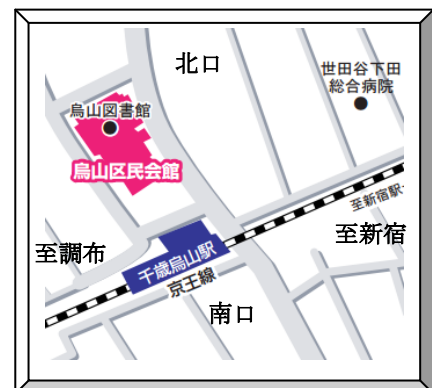 北口
世田谷下田
総合病院
烏山図書館
烏山区民会館
至新宿駅
至新宿
至調布
千歳烏山駅
京王線
南口